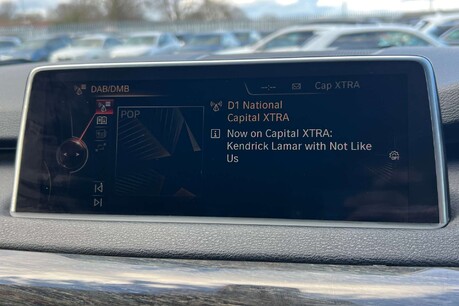 DAB/DMB
--:--
Cap XTRA
POP
D1 National
Capital XTRA
Now on Capital XTRA:
Kendrick Lamar with Not Like
Us